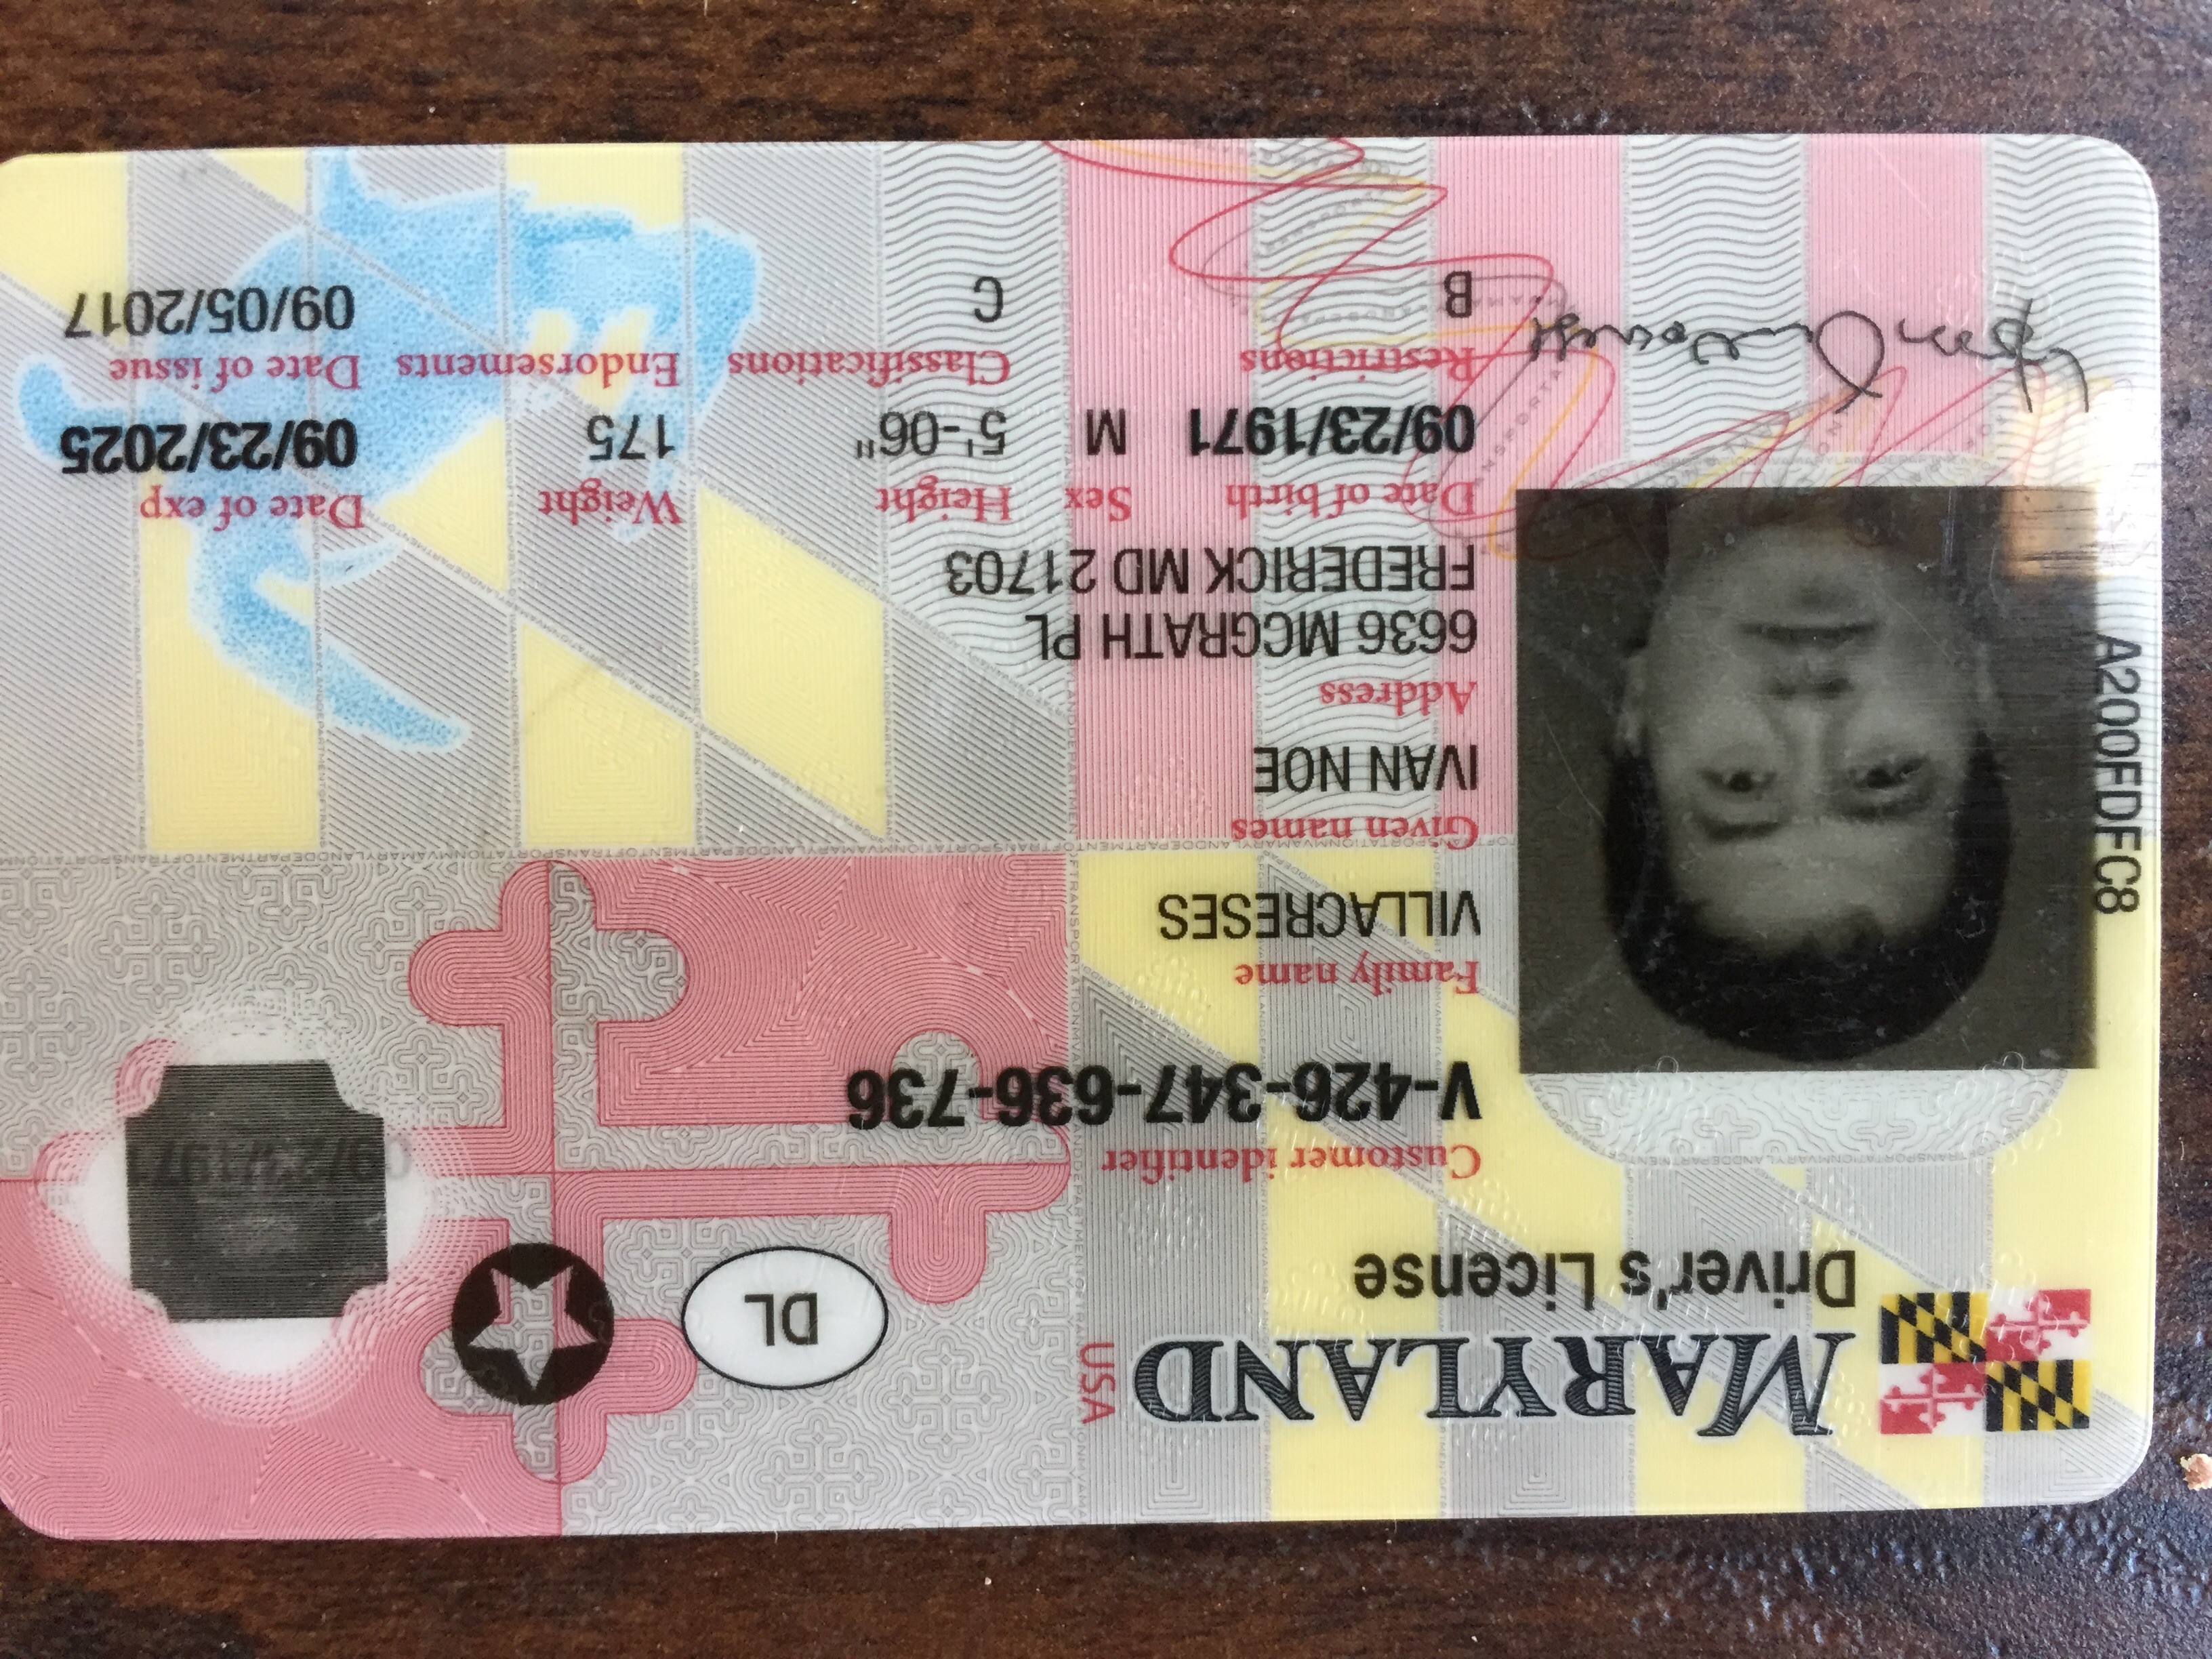 MARYLAND USA
Driver's License
DL
Customer identifier
V-426-347-636-736
Family name
VILLACRESES
Given names
IVAN NOE
Address
6636 MCGRATH PL
FREDERICK MD 21703
Date of birth Sex Height Weight Date of exp
09/23/1971 M 5'-06" 175 09/23/2025
Restrictions Classifications Endorsements Date of issue
B C 09/05/2017
A200FDFC8